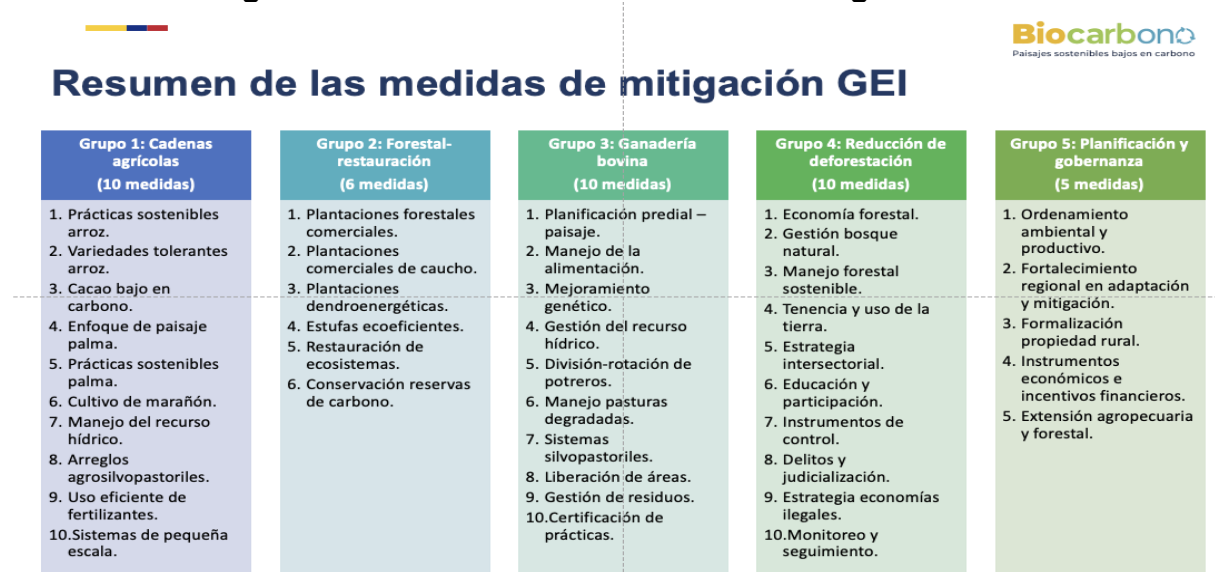 Biocarbono
Paisajes sostenibles bajos en carbono
Resumen de las medidas de mitigación GEI
Grupo 1: Cadenas
agrícolas
(10 medidas)
1. Prácticas sostenibles
arroz.
2. Variedades tolerantes
arroz.
3. Cacao bajo en
carbono.
4. Enfoque de paisaje
palma.
5. Prácticas sostenibles
palma.
6. Cultivo de marañón.
7. Manejo del recurso
hídrico.
8. Arreglos
agrosilvopastoriles.
9. Uso eficiente de
fertilizantes.
10.Sistemas de pequeña
escala.
Grupo 2: Forestal-
restauración
(6 medidas)
1. Plantaciones forestales
comerciales.
2. Plantaciones
comerciales de caucho.
3. Plantaciones
dendroenergéticas.
4. Estufas ecoeficientes.
5. Restauración de
ecosistemas.
6. Conservación reservas
de carbono.
Grupo 3: Ganadería
bovina
(10 medidas)
1. Planificación predial –
paisaje.
2. Manejo de la
alimentación.
3. Mejoramiento
genético.
4. Gestión del recurso
hídrico.
5. División-rotación de
potreros.
6. Manejo pasturas
degradadas.
7. Sistemas
silvopastoriles.
8. Liberación de áreas.
9. Gestión de residuos.
10.Certificación de
prácticas.
Grupo 4: Reducción de
deforestación
(10 medidas)
1. Economía forestal.
2. Gestión bosque
natural.
3. Manejo forestal
sostenible.
4. Tenencia y uso de la
tierra.
5. Estrategia
intersectorial.
6. Educación y
participación.
7. Instrumentos de
control.
8. Delitos y
judicialización.
9. Estrategia economías
ilegales.
10.Monitoreo y
seguimiento.
Grupo 5: Planificación y
gobernanza
(5 medidas)
1. Ordenamiento
ambiental y
productivo.
2. Fortalecimiento
regional en adaptación
y mitigación.
3. Formalización
propiedad rural.
4. Instrumentos
económicos e
incentivos financieros.
5. Extensión agropecuaria
y forestal.